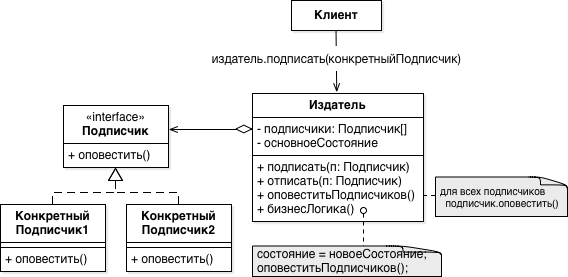 Клиент
издатель.подписать(конкретныйПодписчик)
Издатель
- подписчики: Подписчик[]
- основноеСостояние
+ подписать(п: Подписчик)
+ отписать(п: Подписчик)
+ оповеститьПодписчиков()
+ бизнесЛогика()
«interface»
Подписчик
+ оповестить()
для всех подписчиков
подписчик.оповестить()
Конкретный
Подписчик1
+ оповестить()
Конкретный
Подписчик2
+ оповестить()
состояние = новоеСостояние;
оповеститьПодписчиков();